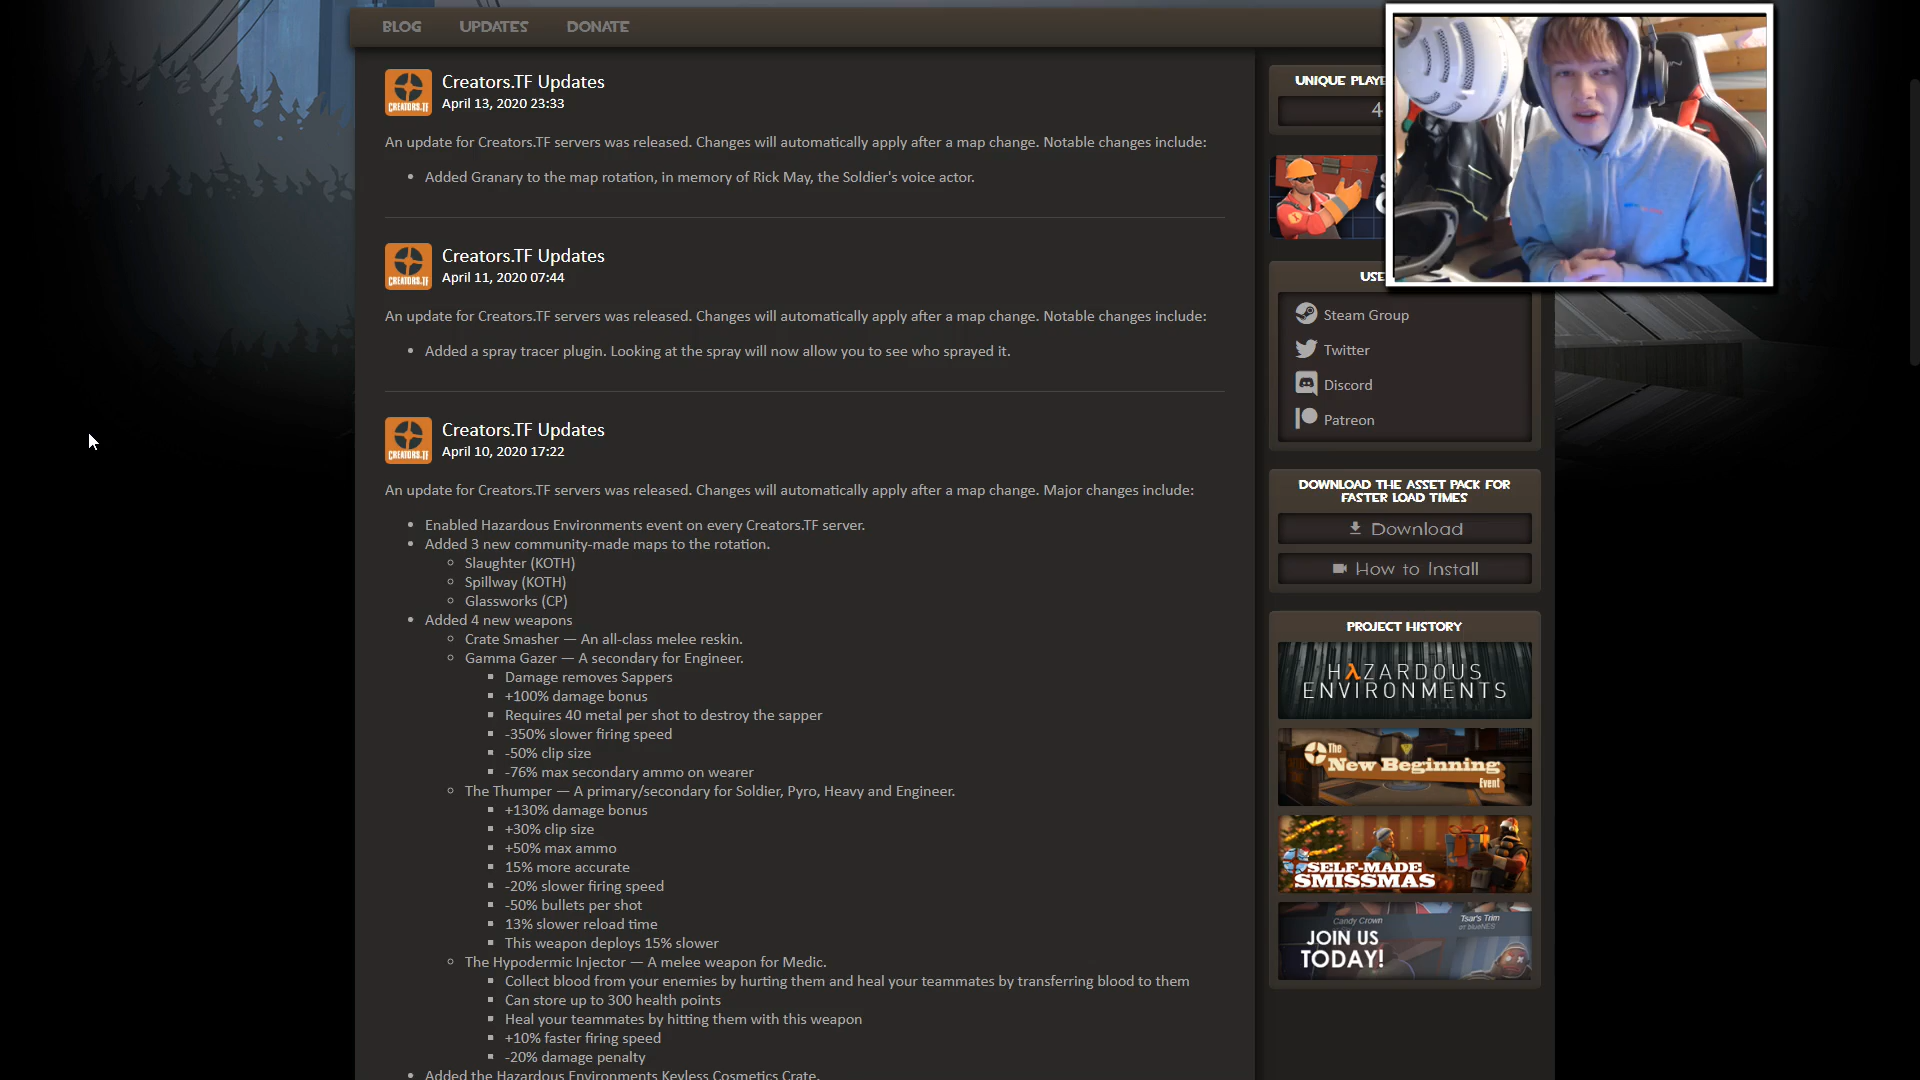 BLOG UPDATES DONATE
CREATORS.TF
Creators.TF Updates
April 13, 2020 23:33
An update for Creators.TF servers was released. Changes will automatically apply after a map change. Notable changes include:
Added Granary to the map rotation, in memory of Rick May, the Soldier's voice actor.
CREATORS.TF
Creators.TF Updates
April 11, 2020 07:44
An update for Creators.TF servers was released. Changes will automatically apply after a map change. Notable changes include:
Added a spray tracer plugin. Looking at the spray will now allow you to see who sprayed it.
CREATORS.TF
Creators.TF Updates
April 10, 2020 17:22
An update for Creators.TF servers was released. Changes will automatically apply after a map change. Major changes include:
Enabled Hazardous Environments event on every Creators.TF server.
Added 3 new community-made maps to the rotation.
Slaughter (KOTH)
Spillway (KOTH)
Glassworks (CP)
Added 4 new weapons
Crate Smasher — An all-class melee reskin.
Gamma Gazer — A secondary for Engineer.
Damage removes Sappers
+100% damage bonus
Requires 40 metal per shot to destroy the sapper
-350% slower firing speed
-50% clip size
-76% max secondary ammo on wearer
The Thumper — A primary/secondary for Soldier, Pyro, Heavy and Engineer.
+130% damage bonus
+30% clip size
+50% max ammo
15% more accurate
-20% slower firing speed
-50% bullets per shot
13% slower reload time
This weapon deploys 15% slower
The Hypodermic Injector — A melee weapon for Medic.
Collect blood from your enemies by hurting them and heal your teammates by transferring blood to them
Can store up to 300 health points
Heal your teammates by hitting them with this weapon
+10% faster firing speed
-20% damage penalty
Added the Hazardous Environments Keyless Cosmetics Crate.
UNIQUE PLAYE
4
USE
Steam Group
Twitter
Discord
Patreon
DOWNLOAD THE ASSET PACK FOR
FASTER LOAD TIMES
Download
How to Install
PROJECT HISTORY
HλZARDOUS
ENVIRONMENTS
The
New Beginning
Event
SELF-MADE
SMISSMAS
Candy Crown
Tsar's Trim
JOIN US
TODAY!